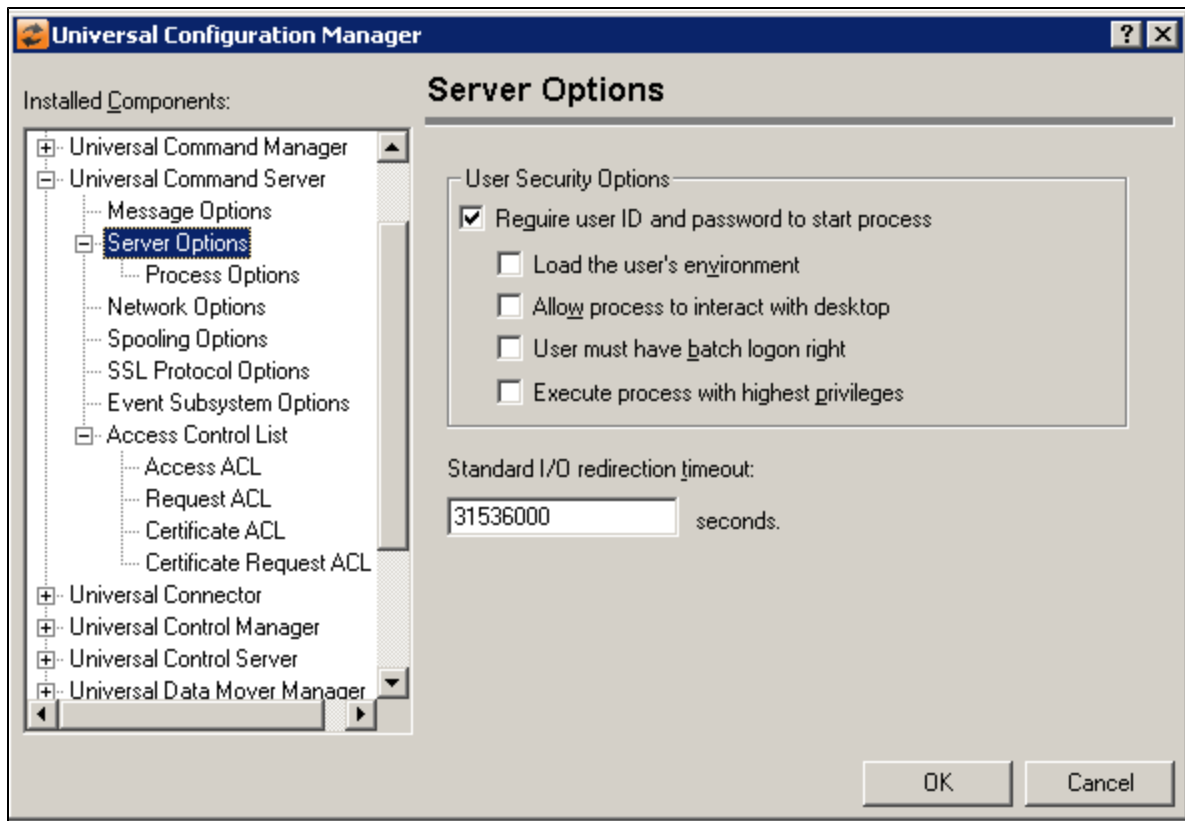 Universal Configuration Manager
Installed Components:
Universal Command Manager
Universal Command Server
Message Options
Server Options
Process Options
Network Options
Spooling Options
SSL Protocol Options
Event Subsystem Options
Access Control List
Access ACL
Request ACL
Certificate ACL
Certificate Request ACL
Universal Connector
Universal Control Manager
Universal Control Server
Universal Data Mover Manager
Server Options
User Security Options
Require user ID and password to start process
Load the user's environment
Allow process to interact with desktop
User must have batch logon right
Execute process with highest privileges
Standard I/O redirection timeout:
31536000 seconds.
OK Cancel